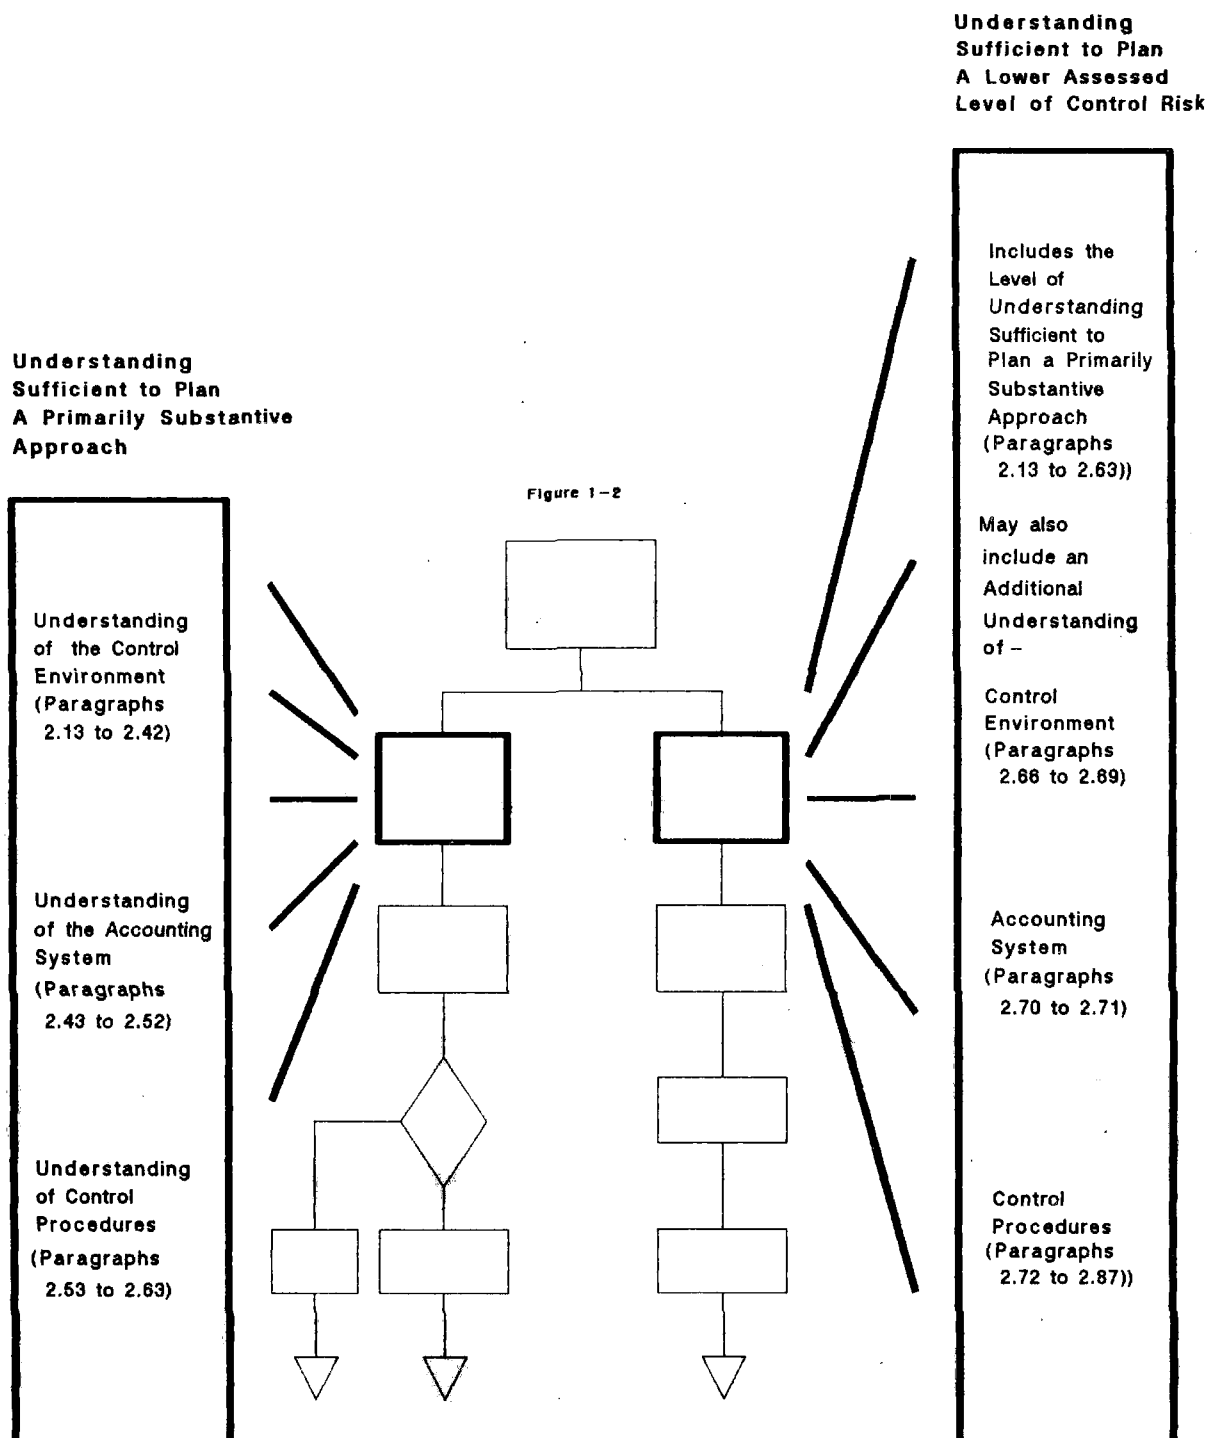 Understanding
Sufficient to Plan
A Lower Assessed
Level of Control Risk
Includes the
Level of
Understanding
Sufficient to
Plan a Primarily
Substantive
Approach
(Paragraphs
2.13 to 2.63))
May also
include an
Additional
Understanding
of –
Control
Environment
(Paragraphs
2.66 to 2.69)
Accounting
System
(Paragraphs
2.70 to 2.71)
Control
Procedures
(Paragraphs
2.72 to 2.87))
Understanding
Sufficient to Plan
A Primarily Substantive
Approach
Understanding
of the Control
Environment
(Paragraphs
2.13 to 2.42)
Understanding
of the Accounting
System
(Paragraphs
2.43 to 2.52)
Understanding
of Control
Procedures
(Paragraphs
2.53 to 2.63)
Figure 1–2